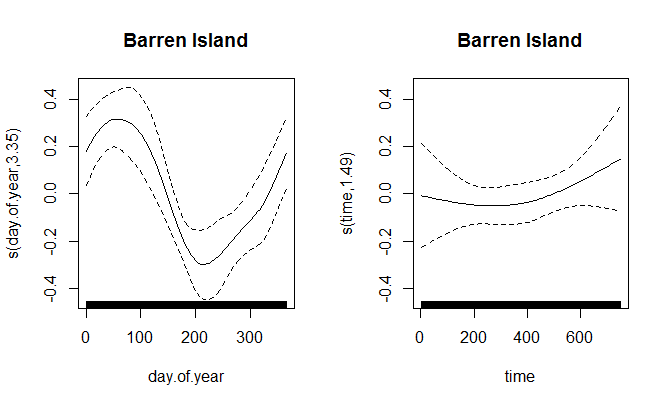 Barren Island
s(day.of.year,3.35)
0.4
0.2
0.0
-0.2
-0.4
0 100 200 300
day.of.year
Barren Island
s(time,1.49)
0.4
0.2
0.0
-0.2
-0.4
0 200 400 600
time